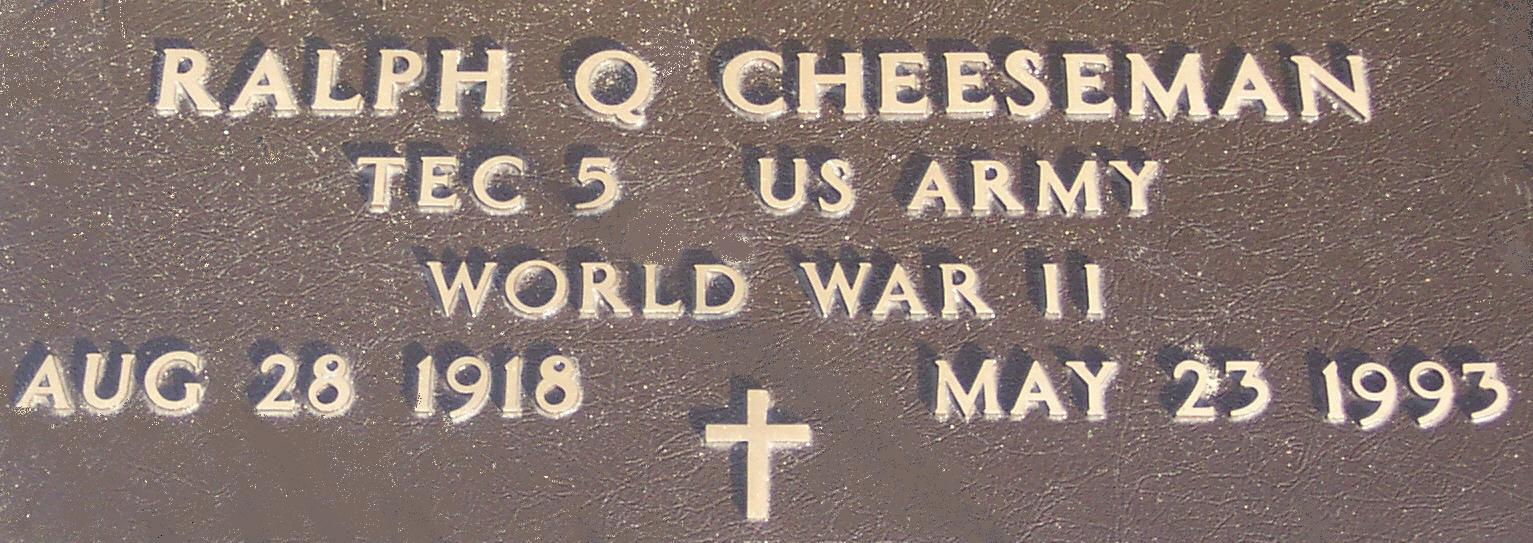 RALPH Q CHEESEMAN
TEC 5 US ARMY
WORLD WAR II
AUG 28 1918 MAY 23 1993